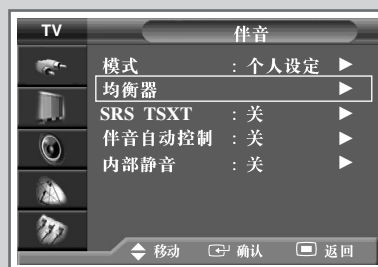 TV
伴音
模式 : 个人设定 ▶
均衡器 ▶
SRS TSXT : 关 ▶
伴音自动控制 : 关 ▶
内部静音 : 关 ▶
移动 确认 返回